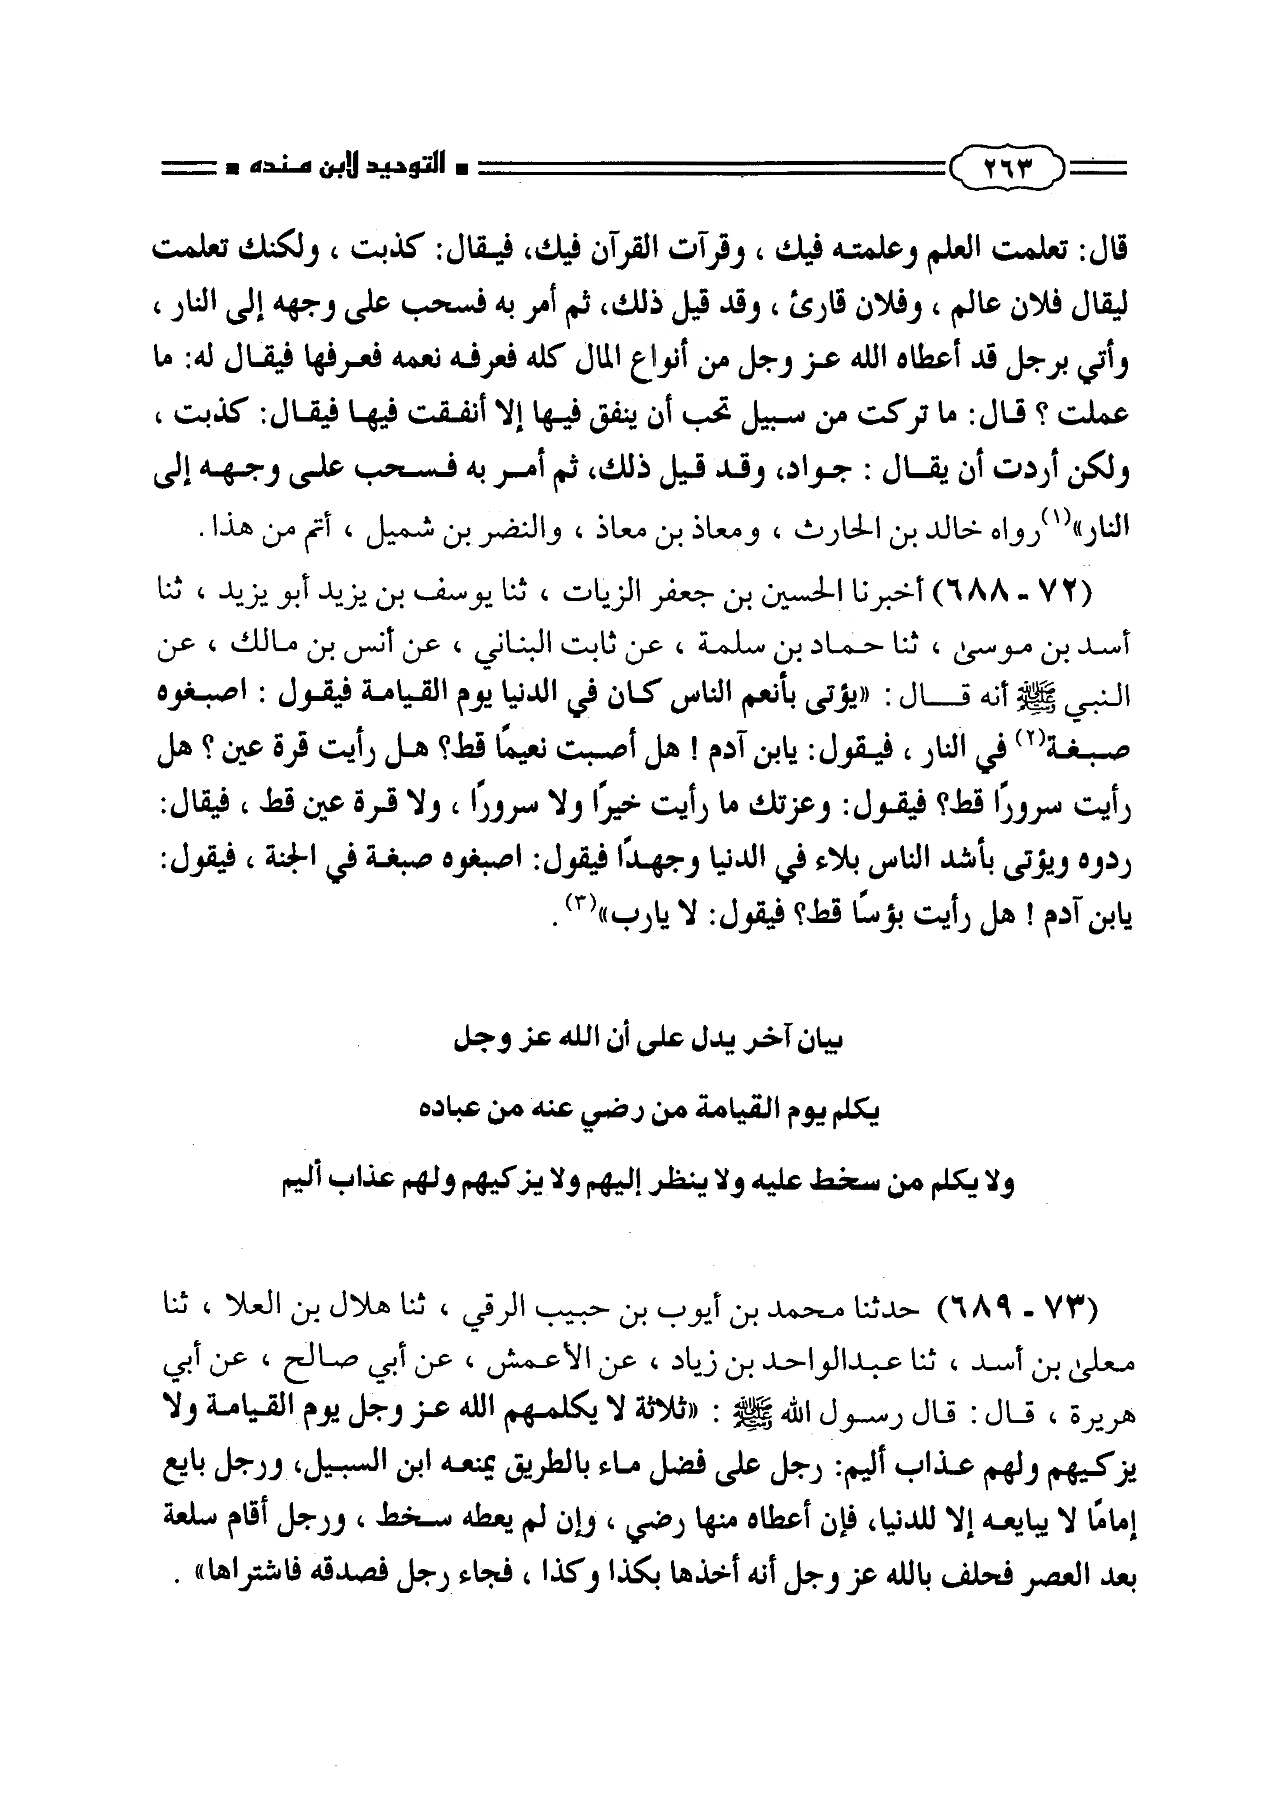 ٢٦٣ ■ التوحيد لابن منده ■
قال: تعلمت العلم وعلمته فيك ، وقرآت القرآن فيك، فيقال: كذبت ، ولكنك تعلمت
ليقال فلان عالم ، وفلان قارئ ، وقد قيل ذلك، ثم أمر به فسحب على وجهه إلى النار ،
وأتي برجل قد أعطاه الله عز وجل من أنواع المال كله فعرفه نعمه فعرفها فيقال له: ما
عملت ؟ قال: ما تركت من سبيل تحب أن ينفق فيها إلا أنفقت فيها فيقال: كذبت ،
ولكن أردت أن يقال : جواد، وقد قيل ذلك، ثم أمر به فسحب على وجهه إلى
النار»(١) رواه خالد بن الحارث ، ومعاذ بن معاذ ، والنضر بن شميل ، أتم من هذا.
(٧٢ - ٦٨٨) أخبرنا الحسين بن جعفر الزيات ، ثنا يوسف بن يزيد أبو يزيد ، ثنا
أسد بن موسى ، ثنا حماد بن سلمة ، عن ثابت البناني ، عن أنس بن مالك ، عن
النبي ﷺ أنه قال : «يؤتى بأنعم الناس كان في الدنيا يوم القيامة فيقول : اصبغوه
صبغة(٢) في النار ، فيقول: يابن آدم ! هل أصبت نعيمًا قط؟ هل رأيت قرة عين ؟ هل
رأيت سرورًا قط؟ فيقول: وعزتك ما رأيت خيرًا ولا سرورًا ، ولا قرة عين قط ، فيقال:
ردوه ويؤتى بأشد الناس بلاء في الدنيا وجهدًا فيقول: اصبغوه صبغة في الجنة ، فيقول:
يابن آدم ! هل رأيت بؤسًا قط؟ فيقول: لا يارب»(٣) .
بيان آخر يدل على أن الله عز وجل
يكلم يوم القيامة من رضي عنه من عباده
ولا يكلم من سخط عليه ولا ينظر إليهم ولا يزكيهم ولهم عذاب أليم
(٧٣ - ٦٨٩) حدثنا محمد بن أيوب بن حبيب الرقي ، ثنا هلال بن العلا ، ثنا
معلى بن أسد ، ثنا عبدالواحد بن زياد ، عن الأعمش ، عن أبي صالح ، عن أبي
هريرة ، قال: قال رسول الله ﷺ : «ثلاثة لا يكلمهم الله عز وجل يوم القيامة ولا
يزكيهم ولهم عذاب أليم: رجل على فضل ماء بالطريق يمنعه ابن السبيل، ورجل بايع
إمامًا لا يبايعه إلا للدنيا، فإن أعطاه منها رضي ، وإن لم يعطه سخط ، ورجل أقام سلعة
بعد العصر فحلف بالله عز وجل أنه أخذها بكذا وكذا ، فجاء رجل فصدقه فاشتراها» .